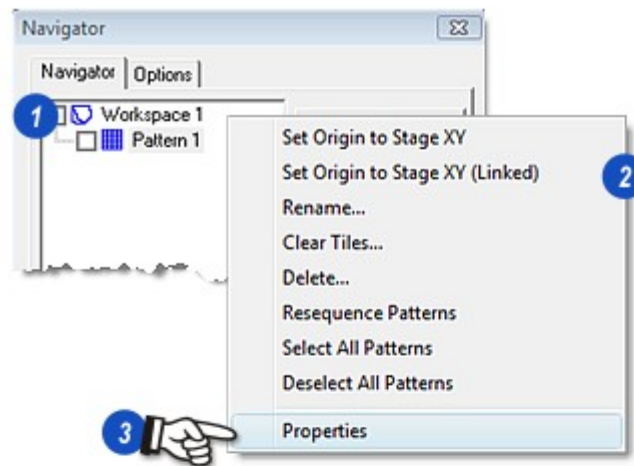 Navigator
Navigator Options
1 Workspace 1
Pattern 1
Set Origin to Stage XY
Set Origin to Stage XY (Linked) 2
Rename...
Clear Tiles...
Delete...
Resequence Patterns
Select All Patterns
Deselect All Patterns
3 Properties